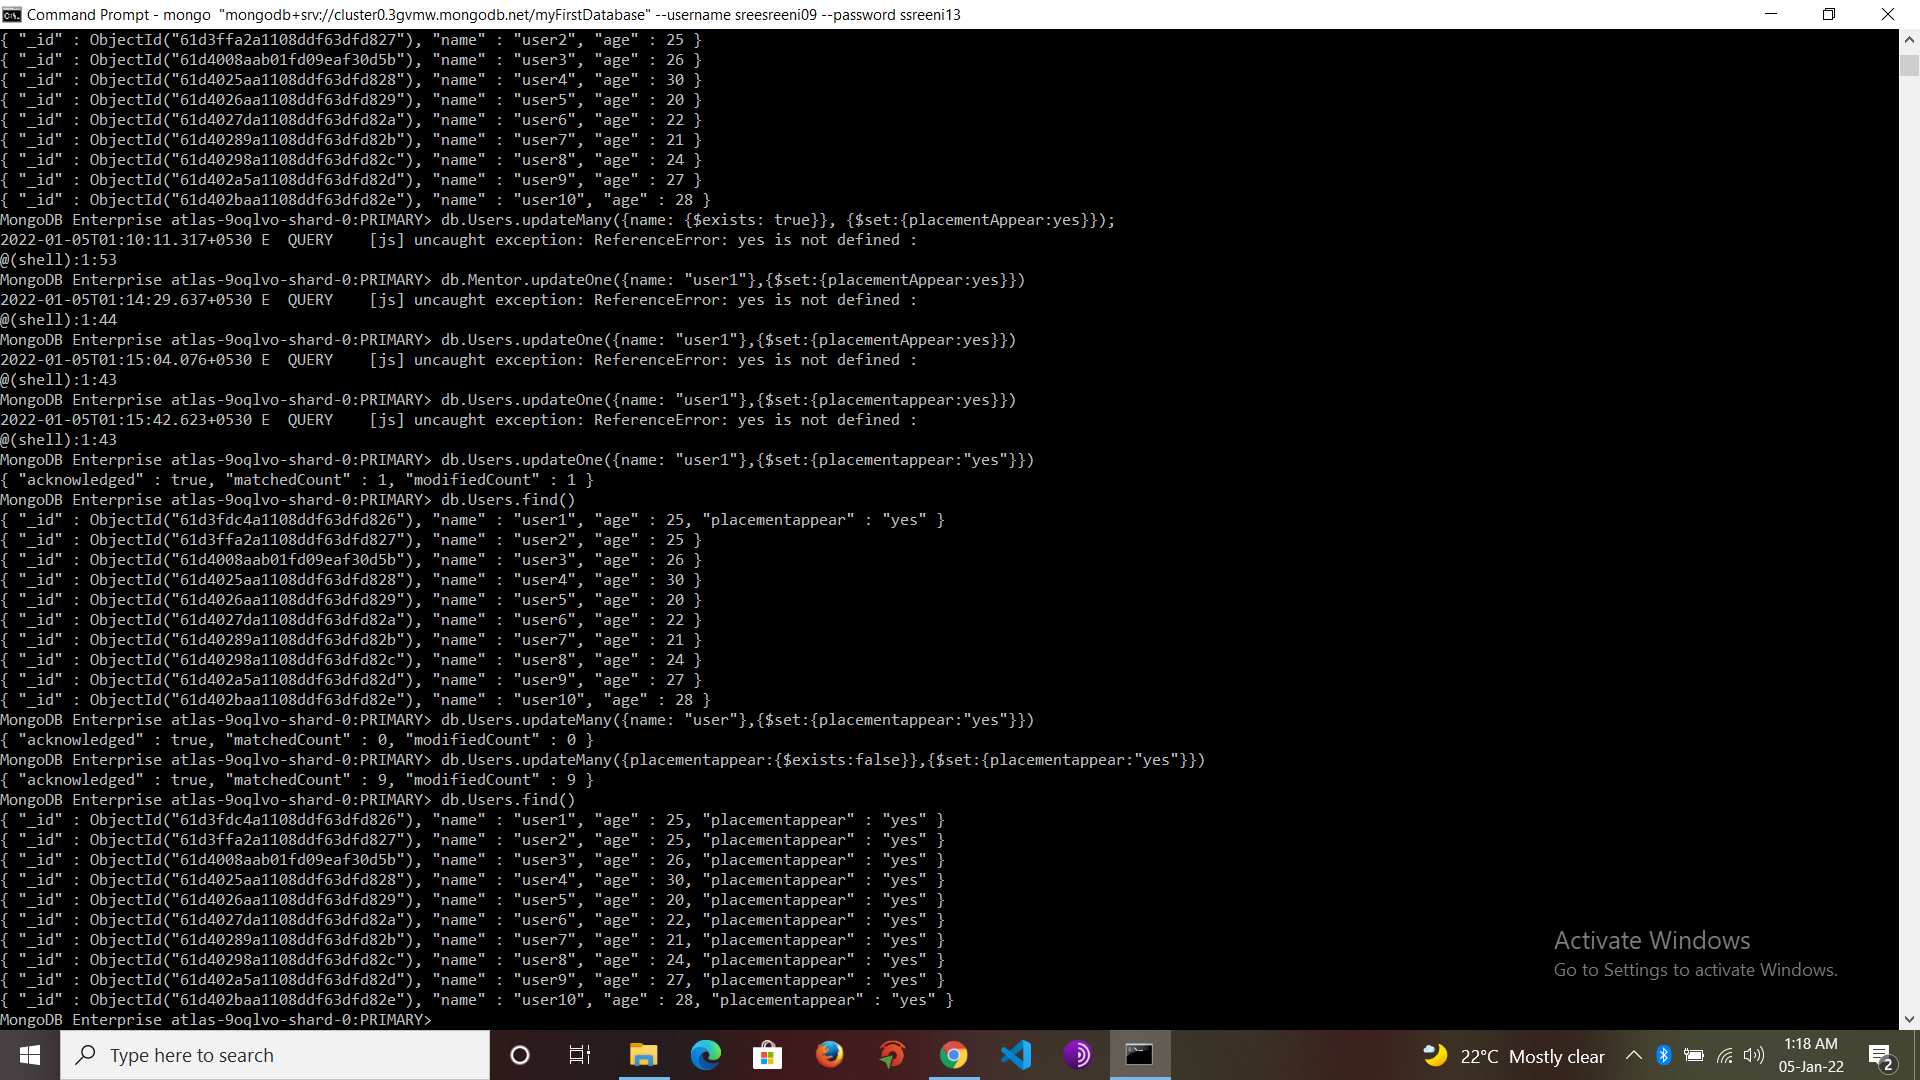 Command Prompt - mongo "mongodb+srv://cluster0.3gvmw.mongodb.net/myFirstDatabase" --username sreesreeni09 --password ssreeni13
{ "_id" : ObjectId("61d3ffa2a1108ddf63dfd827"), "name" : "user2", "age" : 25 }
{ "_id" : ObjectId("61d4008aab01fd09eaf30d5b"), "name" : "user3", "age" : 26 }
{ "_id" : ObjectId("61d4025aa1108ddf63dfd828"), "name" : "user4", "age" : 30 }
{ "_id" : ObjectId("61d4026aa1108ddf63dfd829"), "name" : "user5", "age" : 20 }
{ "_id" : ObjectId("61d4027da1108ddf63dfd82a"), "name" : "user6", "age" : 22 }
{ "_id" : ObjectId("61d40289a1108ddf63dfd82b"), "name" : "user7", "age" : 21 }
{ "_id" : ObjectId("61d40298a1108ddf63dfd82c"), "name" : "user8", "age" : 24 }
{ "_id" : ObjectId("61d402a5a1108ddf63dfd82d"), "name" : "user9", "age" : 27 }
{ "_id" : ObjectId("61d402baa1108ddf63dfd82e"), "name" : "user10", "age" : 28 }
MongoDB Enterprise atlas-9oqlvo-shard-0:PRIMARY> db.Users.updateMany({name: {$exists: true}}, {$set:{placementAppear:yes}});
2022-01-05T01:10:11.317+0530 E  QUERY    [js] uncaught exception: ReferenceError: yes is not defined :
@(shell):1:53
MongoDB Enterprise atlas-9oqlvo-shard-0:PRIMARY> db.Mentor.updateOne({name: "user1"},{$set:{placementAppear:yes}})
2022-01-05T01:14:29.637+0530 E  QUERY    [js] uncaught exception: ReferenceError: yes is not defined :
@(shell):1:44
MongoDB Enterprise atlas-9oqlvo-shard-0:PRIMARY> db.Users.updateOne({name: "user1"},{$set:{placementAppear:yes}})
2022-01-05T01:15:04.076+0530 E  QUERY    [js] uncaught exception: ReferenceError: yes is not defined :
@(shell):1:43
MongoDB Enterprise atlas-9oqlvo-shard-0:PRIMARY> db.Users.updateOne({name: "user1"},{$set:{placementappear:yes}})
2022-01-05T01:15:42.623+0530 E  QUERY    [js] uncaught exception: ReferenceError: yes is not defined :
@(shell):1:43
MongoDB Enterprise atlas-9oqlvo-shard-0:PRIMARY> db.Users.updateOne({name: "user1"},{$set:{placementappear:"yes"}})
{ "acknowledged" : true, "matchedCount" : 1, "modifiedCount" : 1 }
MongoDB Enterprise atlas-9oqlvo-shard-0:PRIMARY> db.Users.find()
{ "_id" : ObjectId("61d3fdc4a1108ddf63dfd826"), "name" : "user1", "age" : 25, "placementappear" : "yes" }
{ "_id" : ObjectId("61d3ffa2a1108ddf63dfd827"), "name" : "user2", "age" : 25 }
{ "_id" : ObjectId("61d4008aab01fd09eaf30d5b"), "name" : "user3", "age" : 26 }
{ "_id" : ObjectId("61d4025aa1108ddf63dfd828"), "name" : "user4", "age" : 30 }
{ "_id" : ObjectId("61d4026aa1108ddf63dfd829"), "name" : "user5", "age" : 20 }
{ "_id" : ObjectId("61d4027da1108ddf63dfd82a"), "name" : "user6", "age" : 22 }
{ "_id" : ObjectId("61d40289a1108ddf63dfd82b"), "name" : "user7", "age" : 21 }
{ "_id" : ObjectId("61d40298a1108ddf63dfd82c"), "name" : "user8", "age" : 24 }
{ "_id" : ObjectId("61d402a5a1108ddf63dfd82d"), "name" : "user9", "age" : 27 }
{ "_id" : ObjectId("61d402baa1108ddf63dfd82e"), "name" : "user10", "age" : 28 }
MongoDB Enterprise atlas-9oqlvo-shard-0:PRIMARY> db.Users.updateMany({name: "user"},{$set:{placementappear:"yes"}})
{ "acknowledged" : true, "matchedCount" : 0, "modifiedCount" : 0 }
MongoDB Enterprise atlas-9oqlvo-shard-0:PRIMARY> db.Users.updateMany({placementappear:{$exists:false}},{$set:{placementappear:"yes"}})
{ "acknowledged" : true, "matchedCount" : 9, "modifiedCount" : 9 }
MongoDB Enterprise atlas-9oqlvo-shard-0:PRIMARY> db.Users.find()
{ "_id" : ObjectId("61d3fdc4a1108ddf63dfd826"), "name" : "user1", "age" : 25, "placementappear" : "yes" }
{ "_id" : ObjectId("61d3ffa2a1108ddf63dfd827"), "name" : "user2", "age" : 25, "placementappear" : "yes" }
{ "_id" : ObjectId("61d4008aab01fd09eaf30d5b"), "name" : "user3", "age" : 26, "placementappear" : "yes" }
{ "_id" : ObjectId("61d4025aa1108ddf63dfd828"), "name" : "user4", "age" : 30, "placementappear" : "yes" }
{ "_id" : ObjectId("61d4026aa1108ddf63dfd829"), "name" : "user5", "age" : 20, "placementappear" : "yes" }
{ "_id" : ObjectId("61d4027da1108ddf63dfd82a"), "name" : "user6", "age" : 22, "placementappear" : "yes" }
{ "_id" : ObjectId("61d40289a1108ddf63dfd82b"), "name" : "user7", "age" : 21, "placementappear" : "yes" }
{ "_id" : ObjectId("61d40298a1108ddf63dfd82c"), "name" : "user8", "age" : 24, "placementappear" : "yes" }
{ "_id" : ObjectId("61d402a5a1108ddf63dfd82d"), "name" : "user9", "age" : 27, "placementappear" : "yes" }
{ "_id" : ObjectId("61d402baa1108ddf63dfd82e"), "name" : "user10", "age" : 28, "placementappear" : "yes" }
MongoDB Enterprise atlas-9oqlvo-shard-0:PRIMARY>
Activate Windows
Go to Settings to activate Windows.
Type here to search
22°C Mostly clear
1:18 AM
05-Jan-22
2